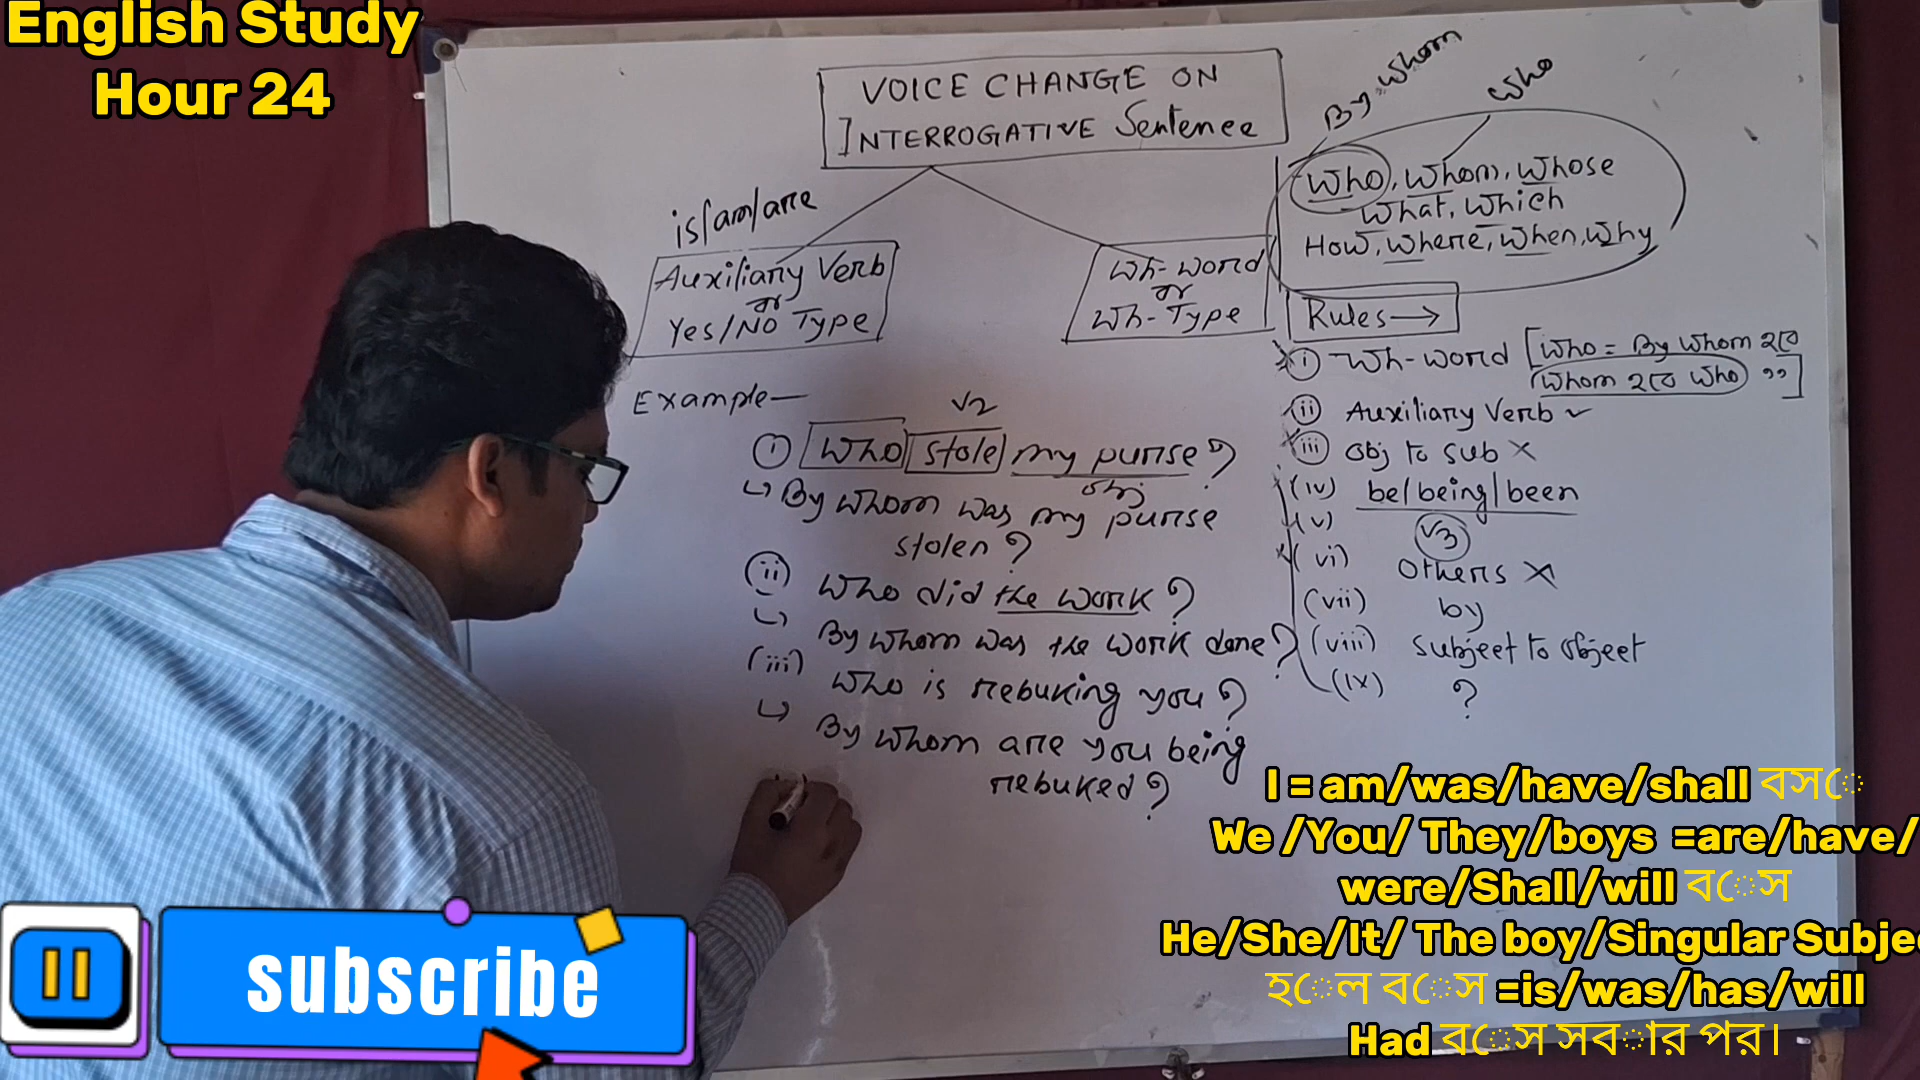 English Study
Hour 24
VOICE CHANGE ON
INTERROGATIVE Sentence
By whom
Who
Who, Whom, Whose
What, Which
How, Where, When, Why
is/am/are
Auxiliary Verb
or
Yes/NO Type
Wh-word
or
Wh-Type
Rules→
(i) Wh-word [Who = By whom হবে
Whom হবে Who ,,]
(ii) Auxiliary Verb ✓
(iii) obj to sub ×
(iv) be/being/been
(v) V3
(vi) Others ×
(vii) by
(viii) Subject to object
(ix) ?
Example—
V2
(i) Who stole my purse?
obj
↳ By whom was my purse
stolen?
(ii) Who did the work?
↳ By whom was the work done?
(iii) Who is rebuking you?
↳ By whom are you being
rebuked?
I = am/was/have/shall বসে
We /You/ They/boys =are/have/
were/Shall/will বসে
He/She/It/ The boy/Singular Subje
হলে বসে =is/was/has/will
Had বসে সবার পর।
subscribe